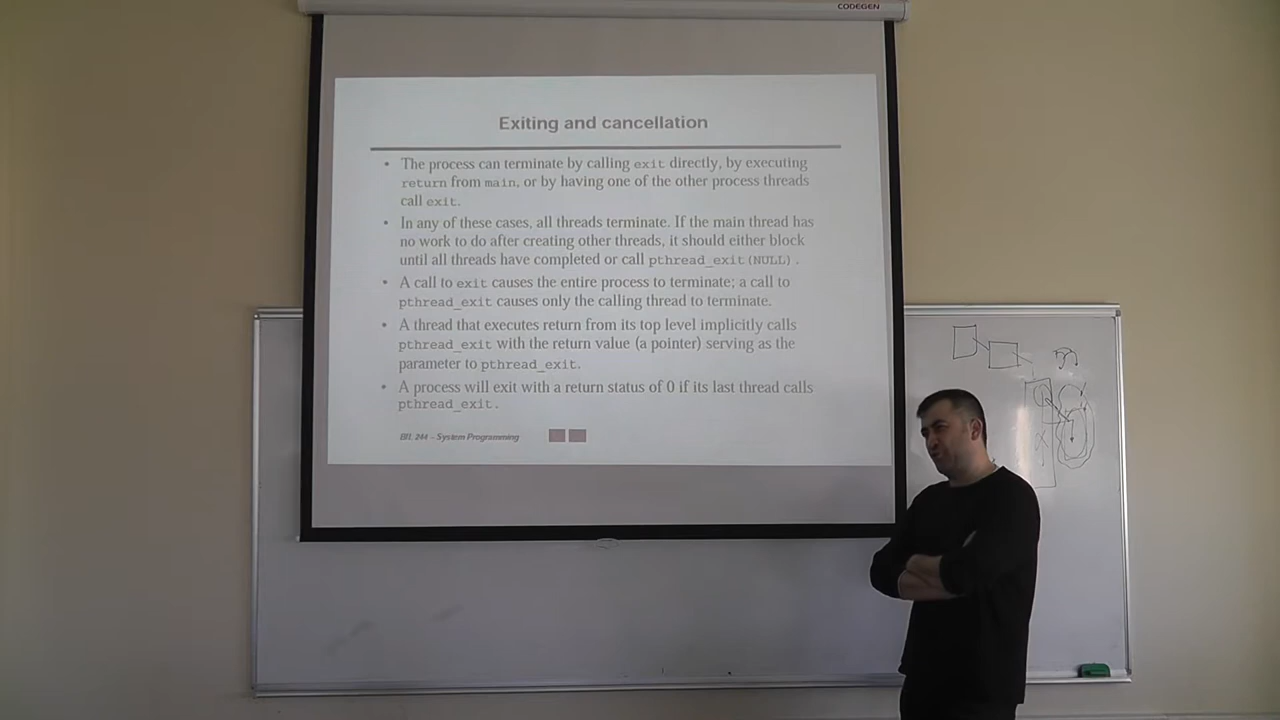 CODEGEN
Exiting and cancellation
• The process can terminate by calling exit directly, by executing
return from main, or by having one of the other process threads
call exit.
• In any of these cases, all threads terminate. If the main thread has
no work to do after creating other threads, it should either block
until all threads have completed or call pthread_exit(NULL).
• A call to exit causes the entire process to terminate; a call to
pthread_exit causes only the calling thread to terminate.
• A thread that executes return from its top level implicitly calls
pthread_exit with the return value (a pointer) serving as the
parameter to pthread_exit.
• A process will exit with a return status of 0 if its last thread calls
pthread_exit.
BIL 244 – System Programming